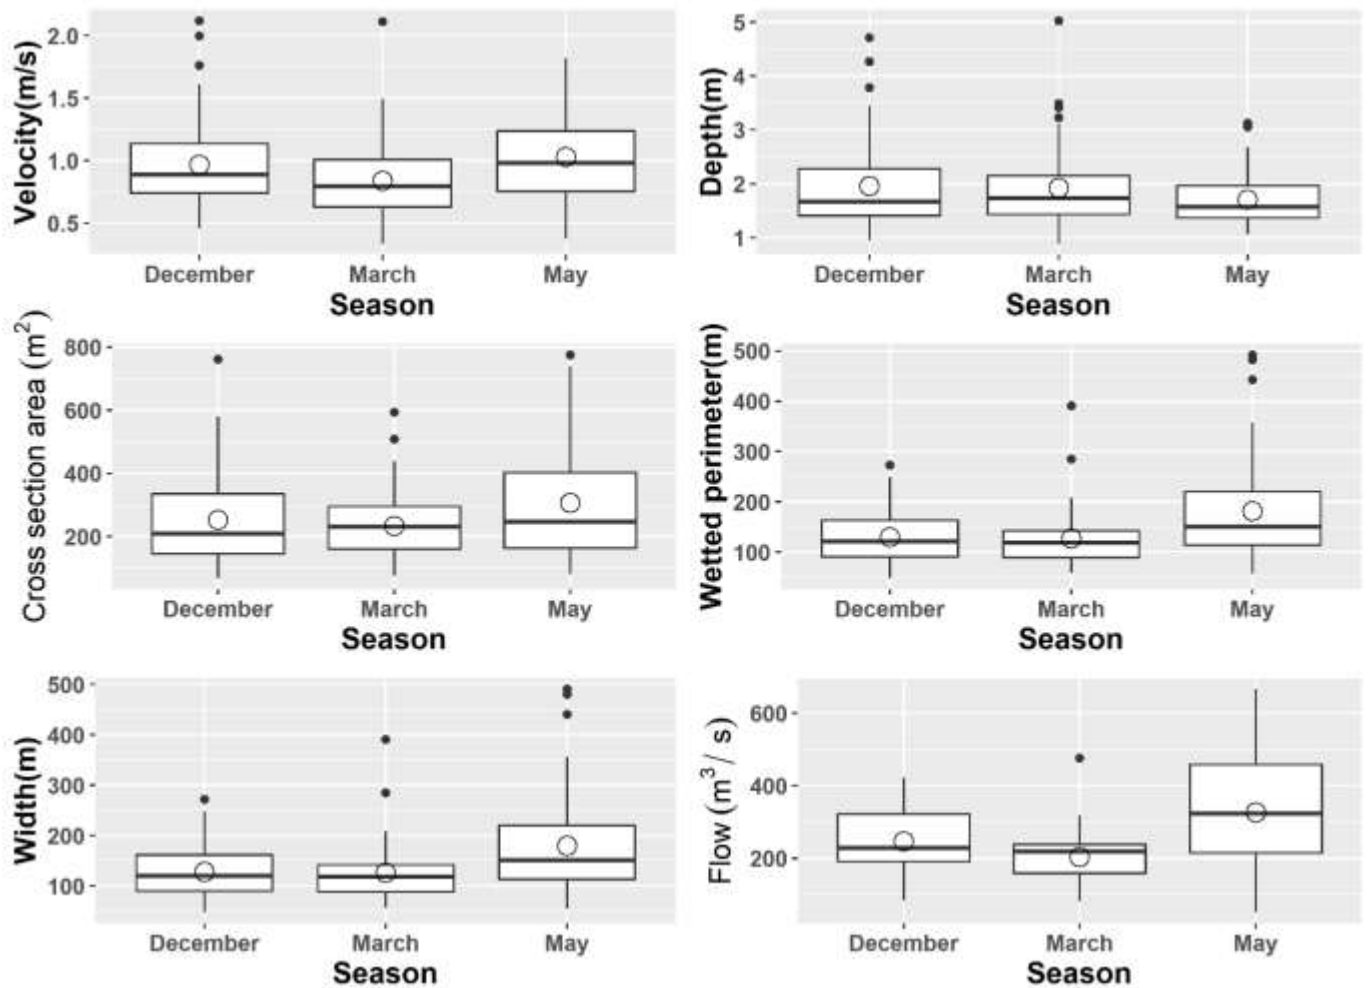 Velocity(m/s)
2.0
1.5
1.0
0.5
December March May
Season
Depth(m)
5
4
3
2
1
December March May
Season
Cross section area (m²)
800
600
400
200
December March May
Season
Wetted perimeter(m)
500
400
300
200
100
December March May
Season
Width(m)
500
400
300
200
100
December March May
Season
Flow (m³/ s)
600
400
200
December March May
Season